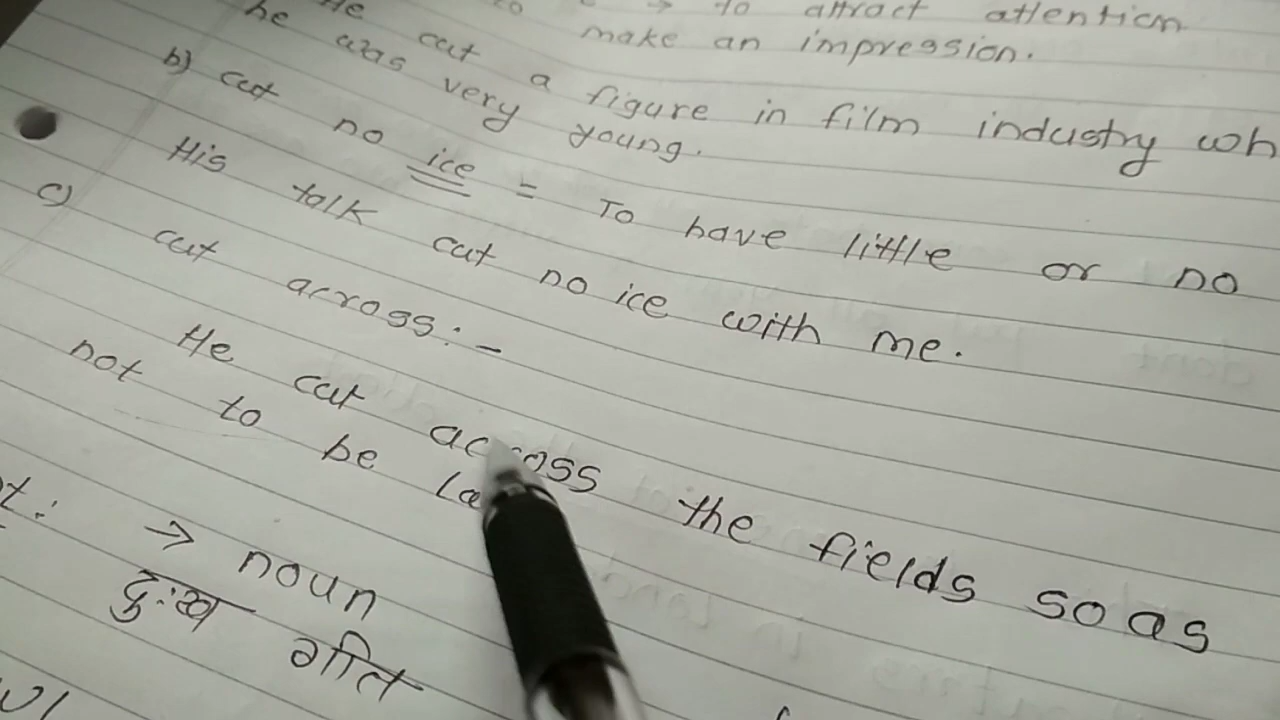 to attract attention
make an impression.
He cut a figure in film industry wh
he was very young.
b) cut no ice = To have little or no
His talk cut no ice with me.
c) cut across:-
He cut across the fields so as
not to be la
t: → noun
दुःख गीत